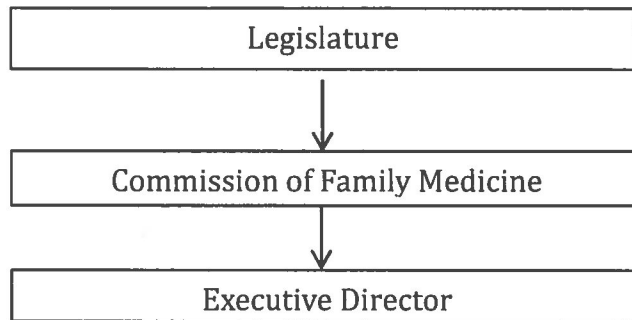 Legislature
Commission of Family Medicine
Executive Director